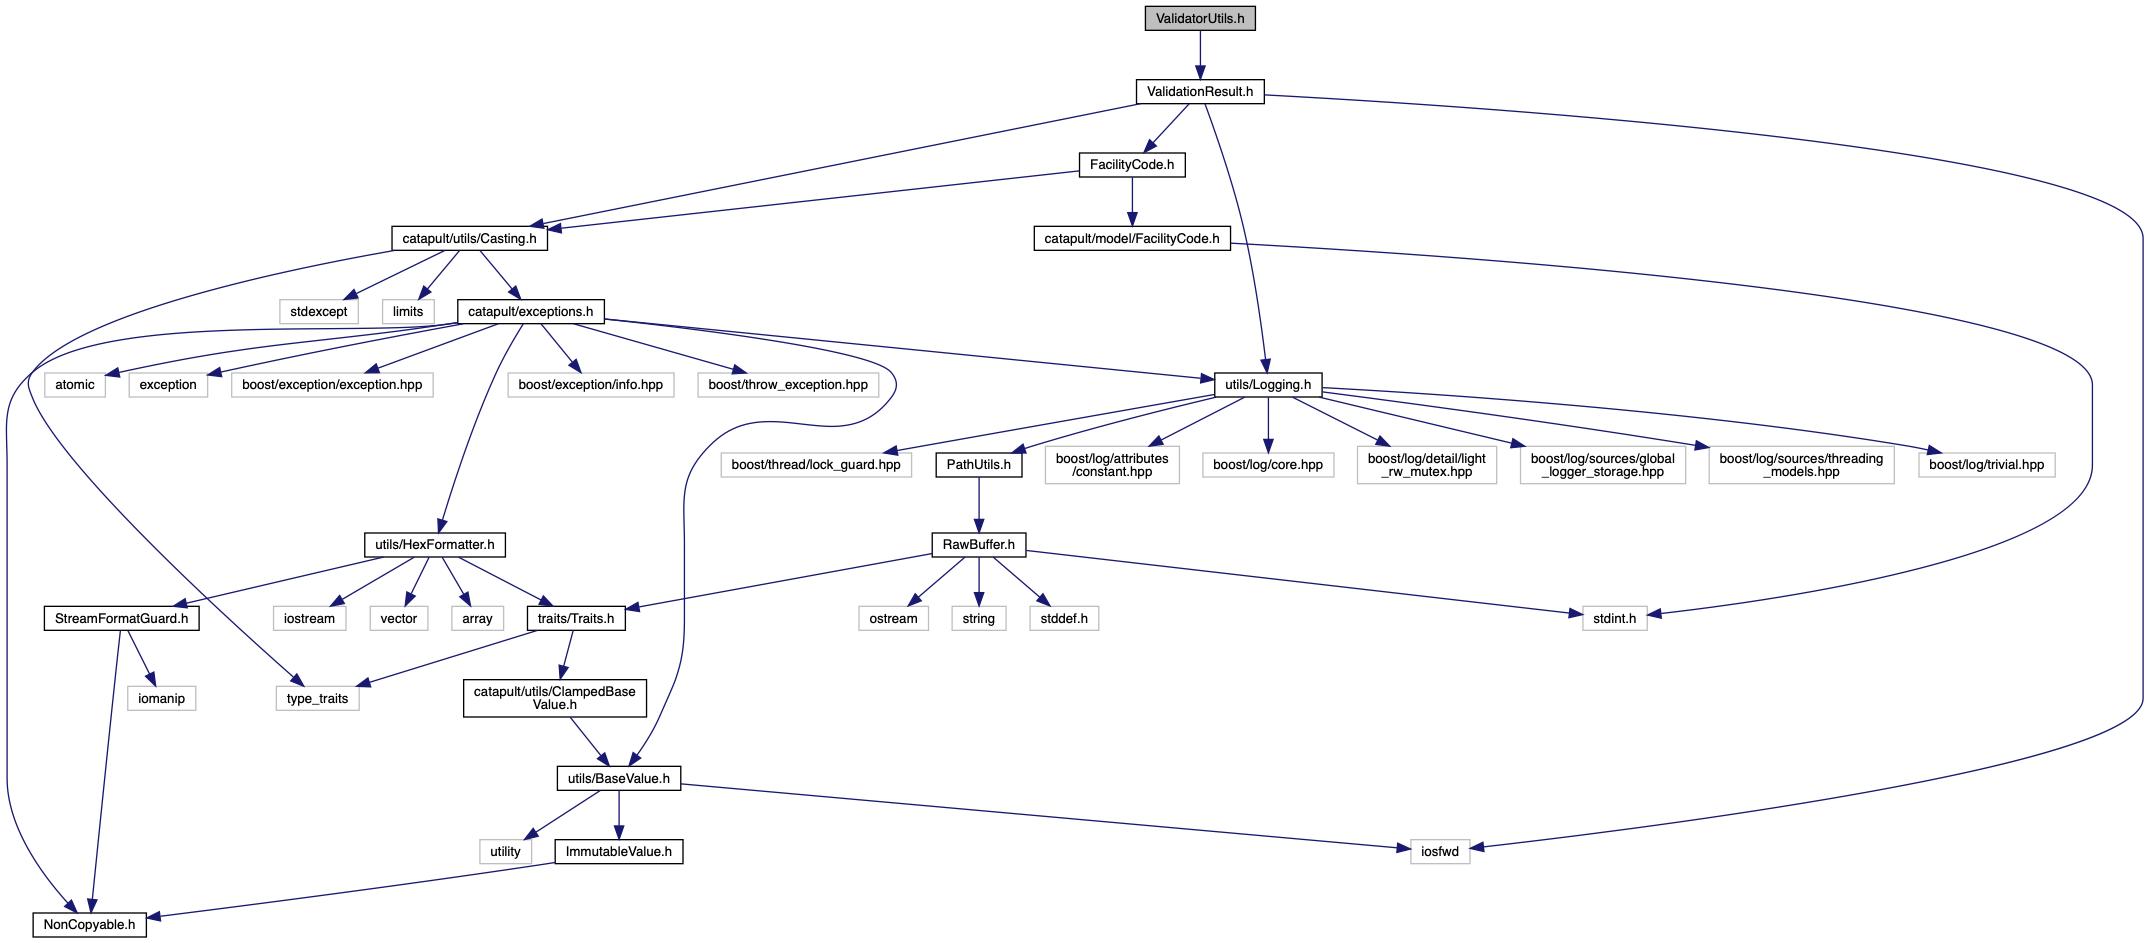 ValidatorUtils.h
ValidationResult.h
FacilityCode.h
catapult/utils/Casting.h
catapult/model/FacilityCode.h
stdexcept
limits
catapult/exceptions.h
atomic
exception
boost/exception/exception.hpp
boost/exception/info.hpp
boost/throw_exception.hpp
utils/Logging.h
boost/thread/lock_guard.hpp
PathUtils.h
boost/log/attributes
/constant.hpp
boost/log/core.hpp
boost/log/detail/light
_rw_mutex.hpp
boost/log/sources/global
_logger_storage.hpp
boost/log/sources/threading
_models.hpp
boost/log/trivial.hpp
utils/HexFormatter.h
RawBuffer.h
StreamFormatGuard.h
iostream
vector
array
traits/Traits.h
ostream
string
stddef.h
stdint.h
iomanip
type_traits
catapult/utils/ClampedBase
Value.h
utils/BaseValue.h
utility
ImmutableValue.h
iosfwd
NonCopyable.h